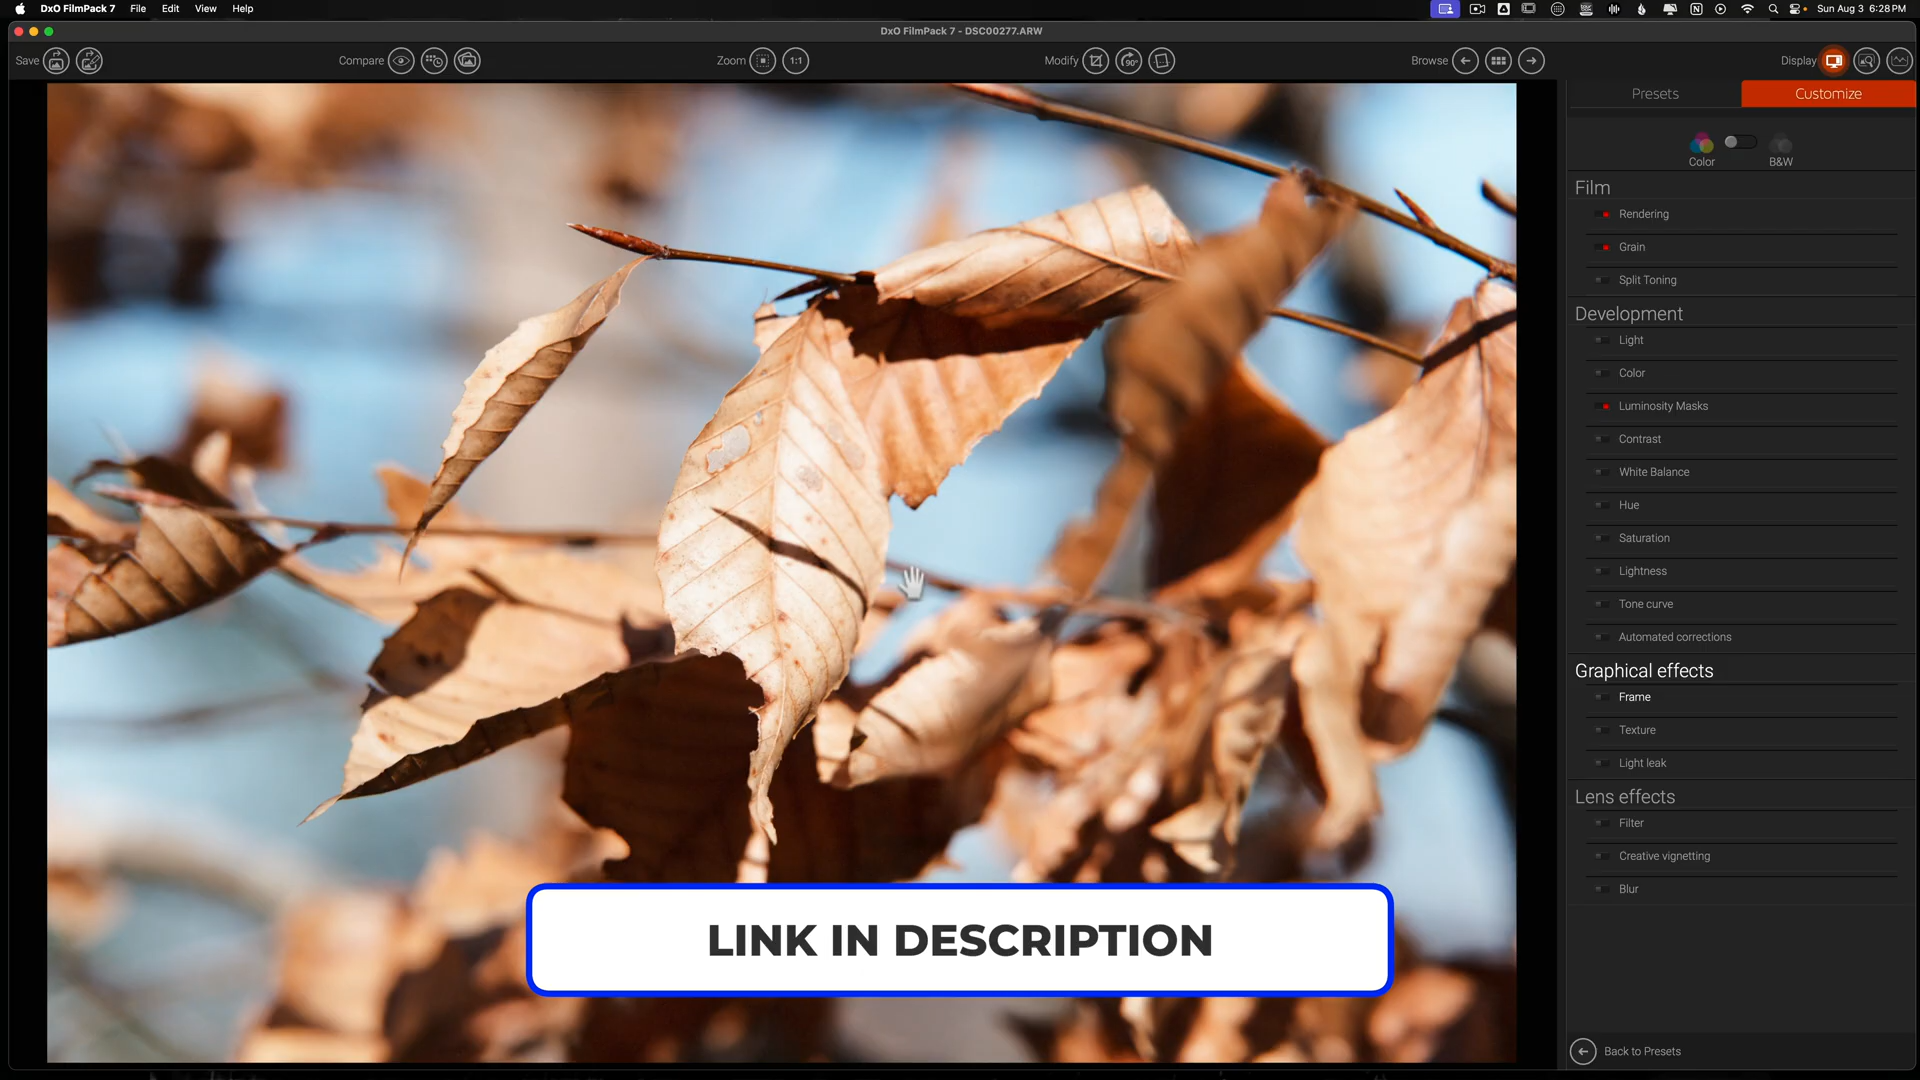 DxO FilmPack 7 File Edit View Help Sun Aug 3 6:28 PM
DxO FilmPack 7 - DSC00277.ARW
Save Compare Zoom 1:1 Modify 90° Browse Display
Presets Customize
Color B&W
Film
Rendering
Grain
Split Toning
Development
Light
Color
Luminosity Masks
Contrast
White Balance
Hue
Saturation
Lightness
Tone curve
Automated corrections
Graphical effects
Frame
Texture
Light leak
Lens effects
Filter
Creative vignetting
Blur
LINK IN DESCRIPTION
Back to Presets